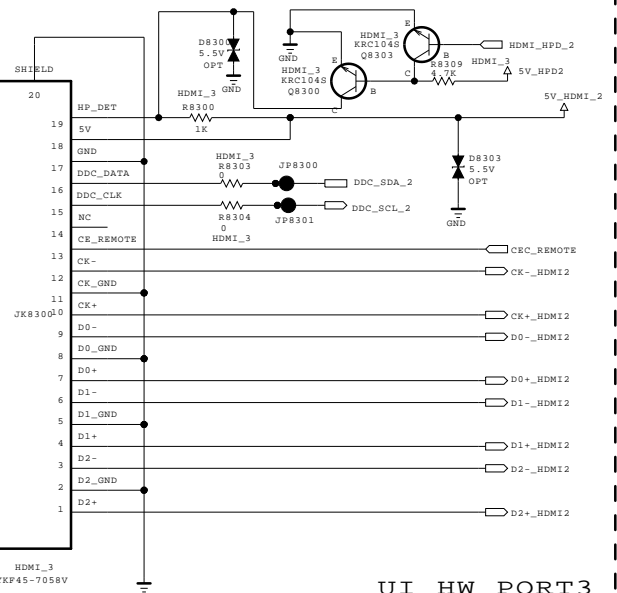 D8300
5.5V
OPT
GND
GND
HDMI_3
KRC104S
Q8303
E
B
C
HDMI_HPD_2
HDMI_3
KRC104S
Q8300
E
B
C
R8309
4.7K
HDMI_3
5V_HPD2
5V_HDMI_2
SHIELD
20
HDMI_3
R8300
1K
HP_DET
19
5V
18
GND
17
DDC_DATA
16
DDC_CLK
15
NC
14
CE_REMOTE
13
CK-
12
CK_GND
11
CK+
10
D0-
9
D0_GND
8
D0+
7
D1-
6
D1_GND
5
D1+
4
D2-
3
D2_GND
2
D2+
1
JK8300
HDMI_3
R8303
0
JP8300
DDC_SDA_2
R8304
0
HDMI_3
JP8301
DDC_SCL_2
D8303
5.5V
OPT
GND
CEC_REMOTE
CK-_HDMI2
CK+_HDMI2
D0-_HDMI2
D0+_HDMI2
D1-_HDMI2
D1+_HDMI2
D2-_HDMI2
D2+_HDMI2
HDMI_3
YKF45-7058V
UI HW PORT3